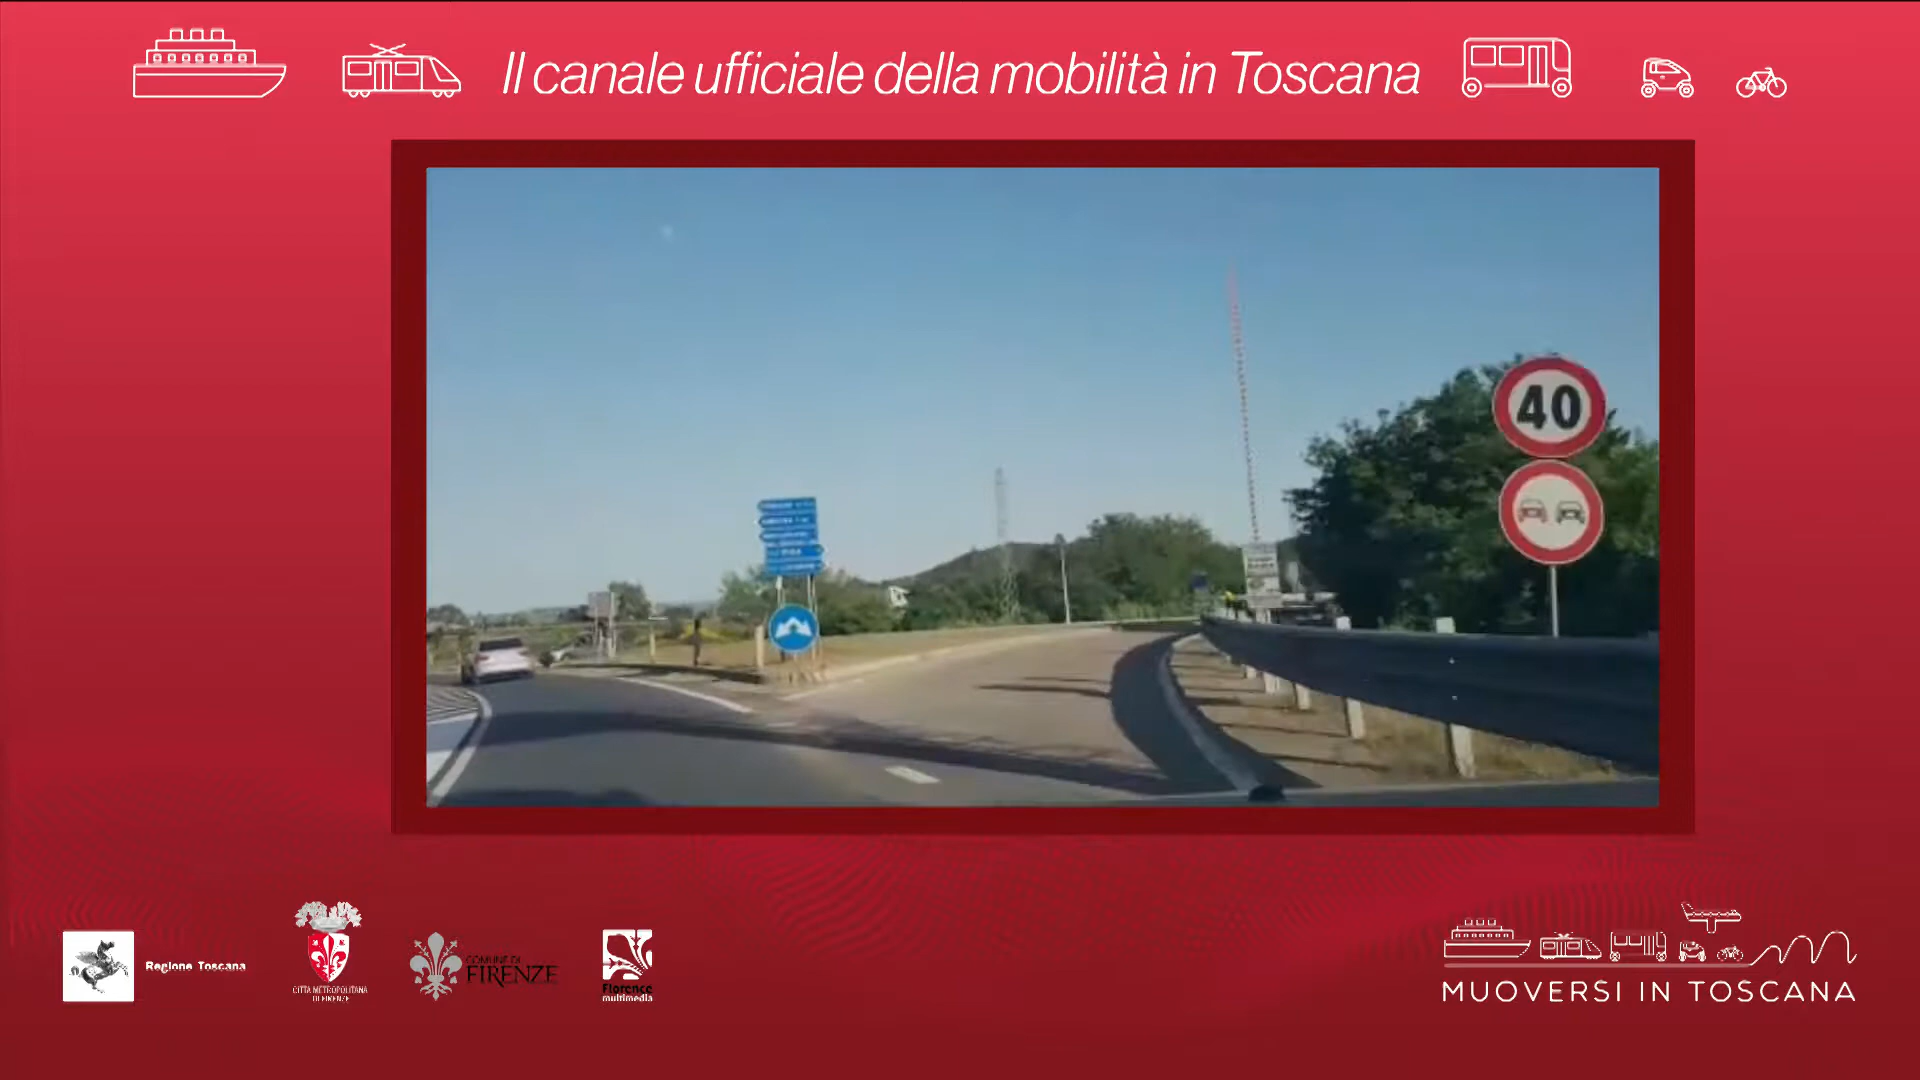 Il canale ufficiale della mobilità in Toscana
40
Regione Toscana
CITTÀ METROPOLITANA
DI FIRENZE
COMUNE DI
FIRENZE
Florence
multimedia
MUOVERSI IN TOSCANA